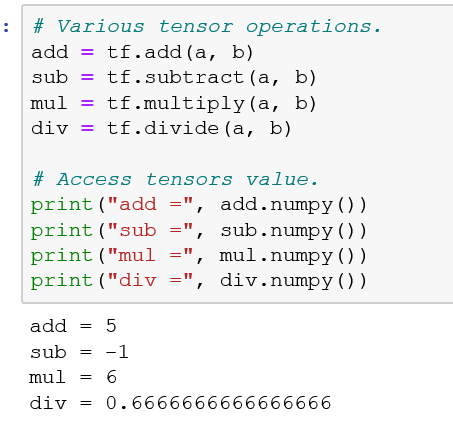 : # Various tensor operations.
add = tf.add(a, b)
sub = tf.subtract(a, b)
mul = tf.multiply(a, b)
div = tf.divide(a, b)
# Access tensors value.
print("add =", add.numpy())
print("sub =", sub.numpy())
print("mul =", mul.numpy())
print("div =", div.numpy())
add = 5
sub = -1
mul = 6
div = 0.6666666666666666